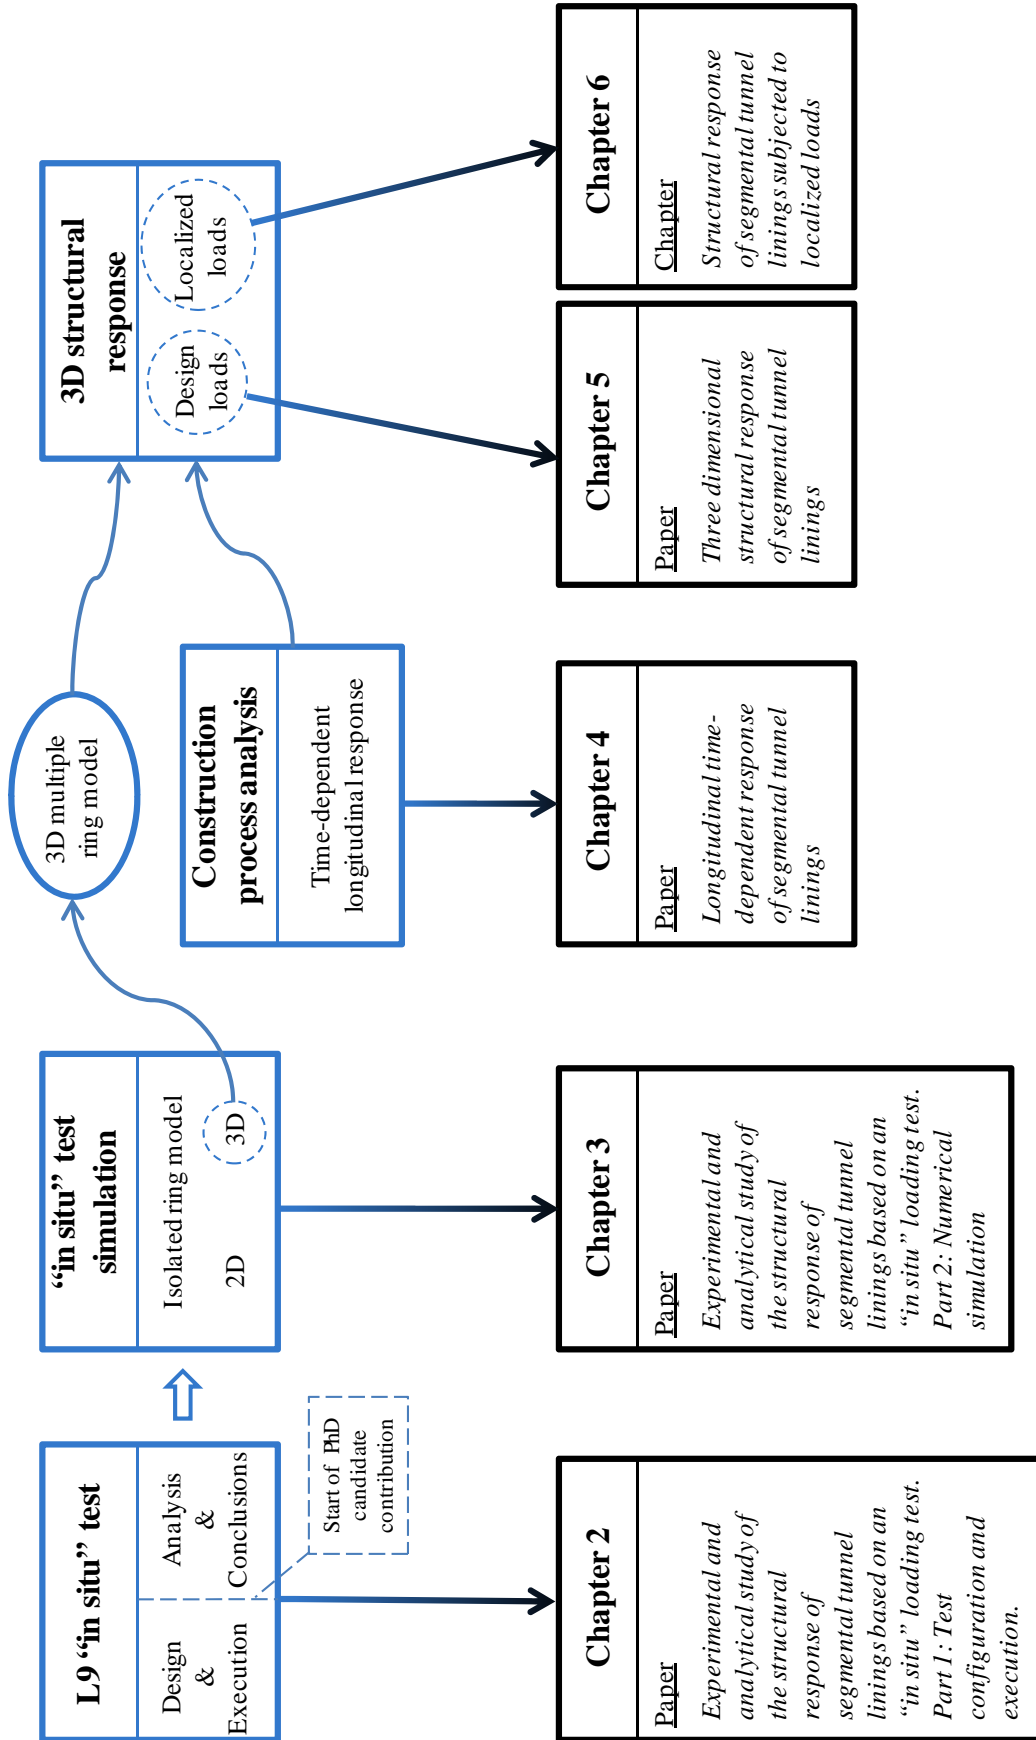 L9 “in situ” test
Design
&
Execution
Analysis
&
Conclusions
Start of PhD
candidate
contribution
“in situ” test
simulation
Isolated ring model
2D
3D
3D multiple
ring model
Construction
process analysis
Time-dependent
longitudinal response
3D structural
response
Design
loads
Localized
loads
Chapter 2
Paper
Experimental and
analytical study of
the structural
response of
segmental tunnel
linings based on an
“in situ” loading test.
Part 1: Test
configuration and
execution.
Chapter 3
Paper
Experimental and
analytical study of
the structural
response of
segmental tunnel
linings based on an
“in situ” loading test.
Part 2: Numerical
simulation
Chapter 4
Paper
Longitudinal time-
dependent response
of segmental tunnel
linings
Chapter 5
Paper
Three dimensional
structural response
of segmental tunnel
linings
Chapter 6
Chapter
Structural response
of segmental tunnel
linings subjected to
localized loads